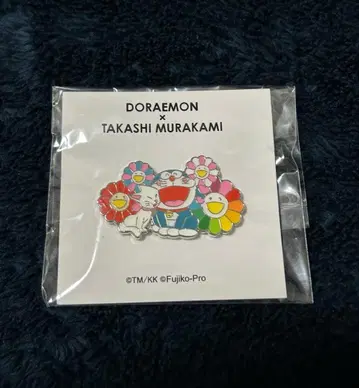 DORAEMON
×
TAKASHI MURAKAMI
©TM/KK ©Fujiko-Pro